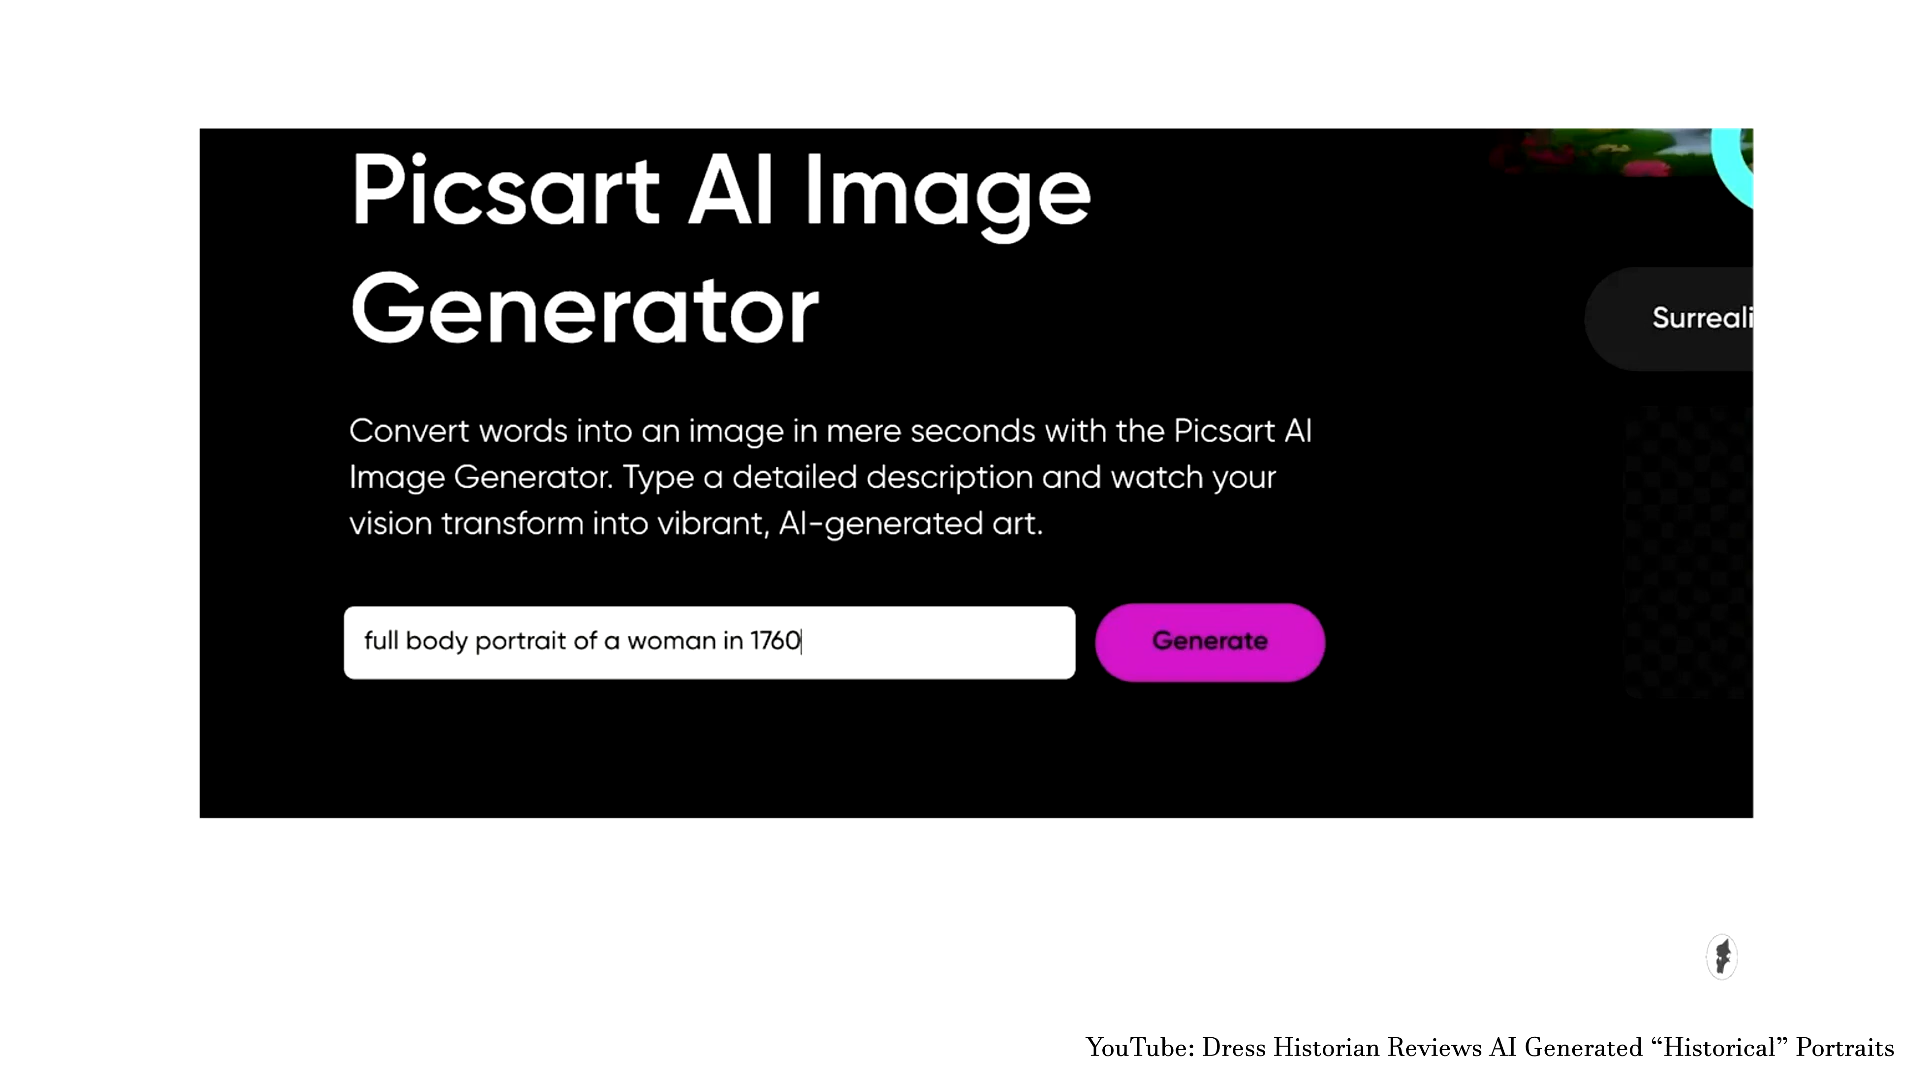 Picsart AI Image
Generator
Surreali
Convert words into an image in mere seconds with the Picsart AI
Image Generator. Type a detailed description and watch your
vision transform into vibrant, AI-generated art.
full body portrait of a woman in 1760
Generate
YouTube: Dress Historian Reviews AI Generated “Historical” Portraits